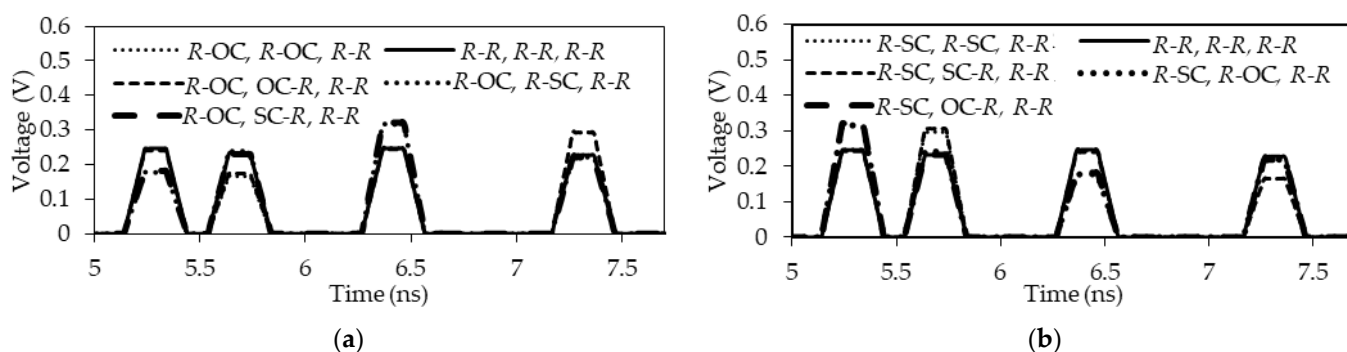 0.6
0.5
0.4
0.3
0.2
0.1
0
Voltage (V)
R-OC, R-OC, R-R
R-R, R-R, R-R
R-OC, OC-R, R-R
R-OC, R-SC, R-R
R-OC, SC-R, R-R
5 5.5 6 6.5 7 7.5
Time (ns)
(a)
0.6
0.5
0.4
0.3
0.2
0.1
0
Voltage (V)
R-SC, R-SC, R-R
R-R, R-R, R-R
R-SC, SC-R, R-R
R-SC, R-OC, R-R
R-SC, OC-R, R-R
5 5.5 6 6.5 7 7.5
Time (ns)
(b)